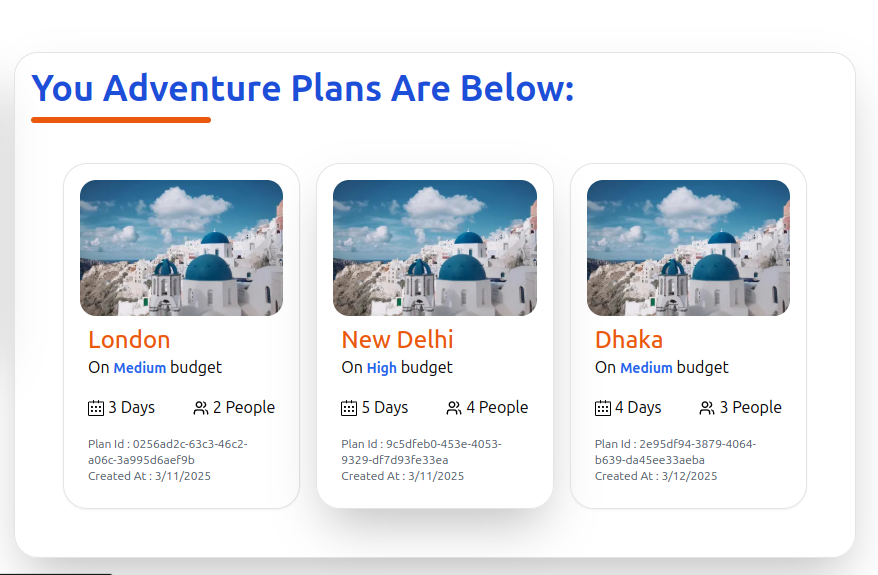 You Adventure Plans Are Below:
London
On Medium budget
3 Days 2 People
Plan Id : 0256ad2c-63c3-46c2-
a06c-3a995d6aef9b
Created At : 3/11/2025
New Delhi
On High budget
5 Days 4 People
Plan Id : 9c5dfeb0-453e-4053-
9329-df7d93fe33ea
Created At : 3/11/2025
Dhaka
On Medium budget
4 Days 3 People
Plan Id : 2e95df94-3879-4064-
b639-da45ee33aeba
Created At : 3/12/2025